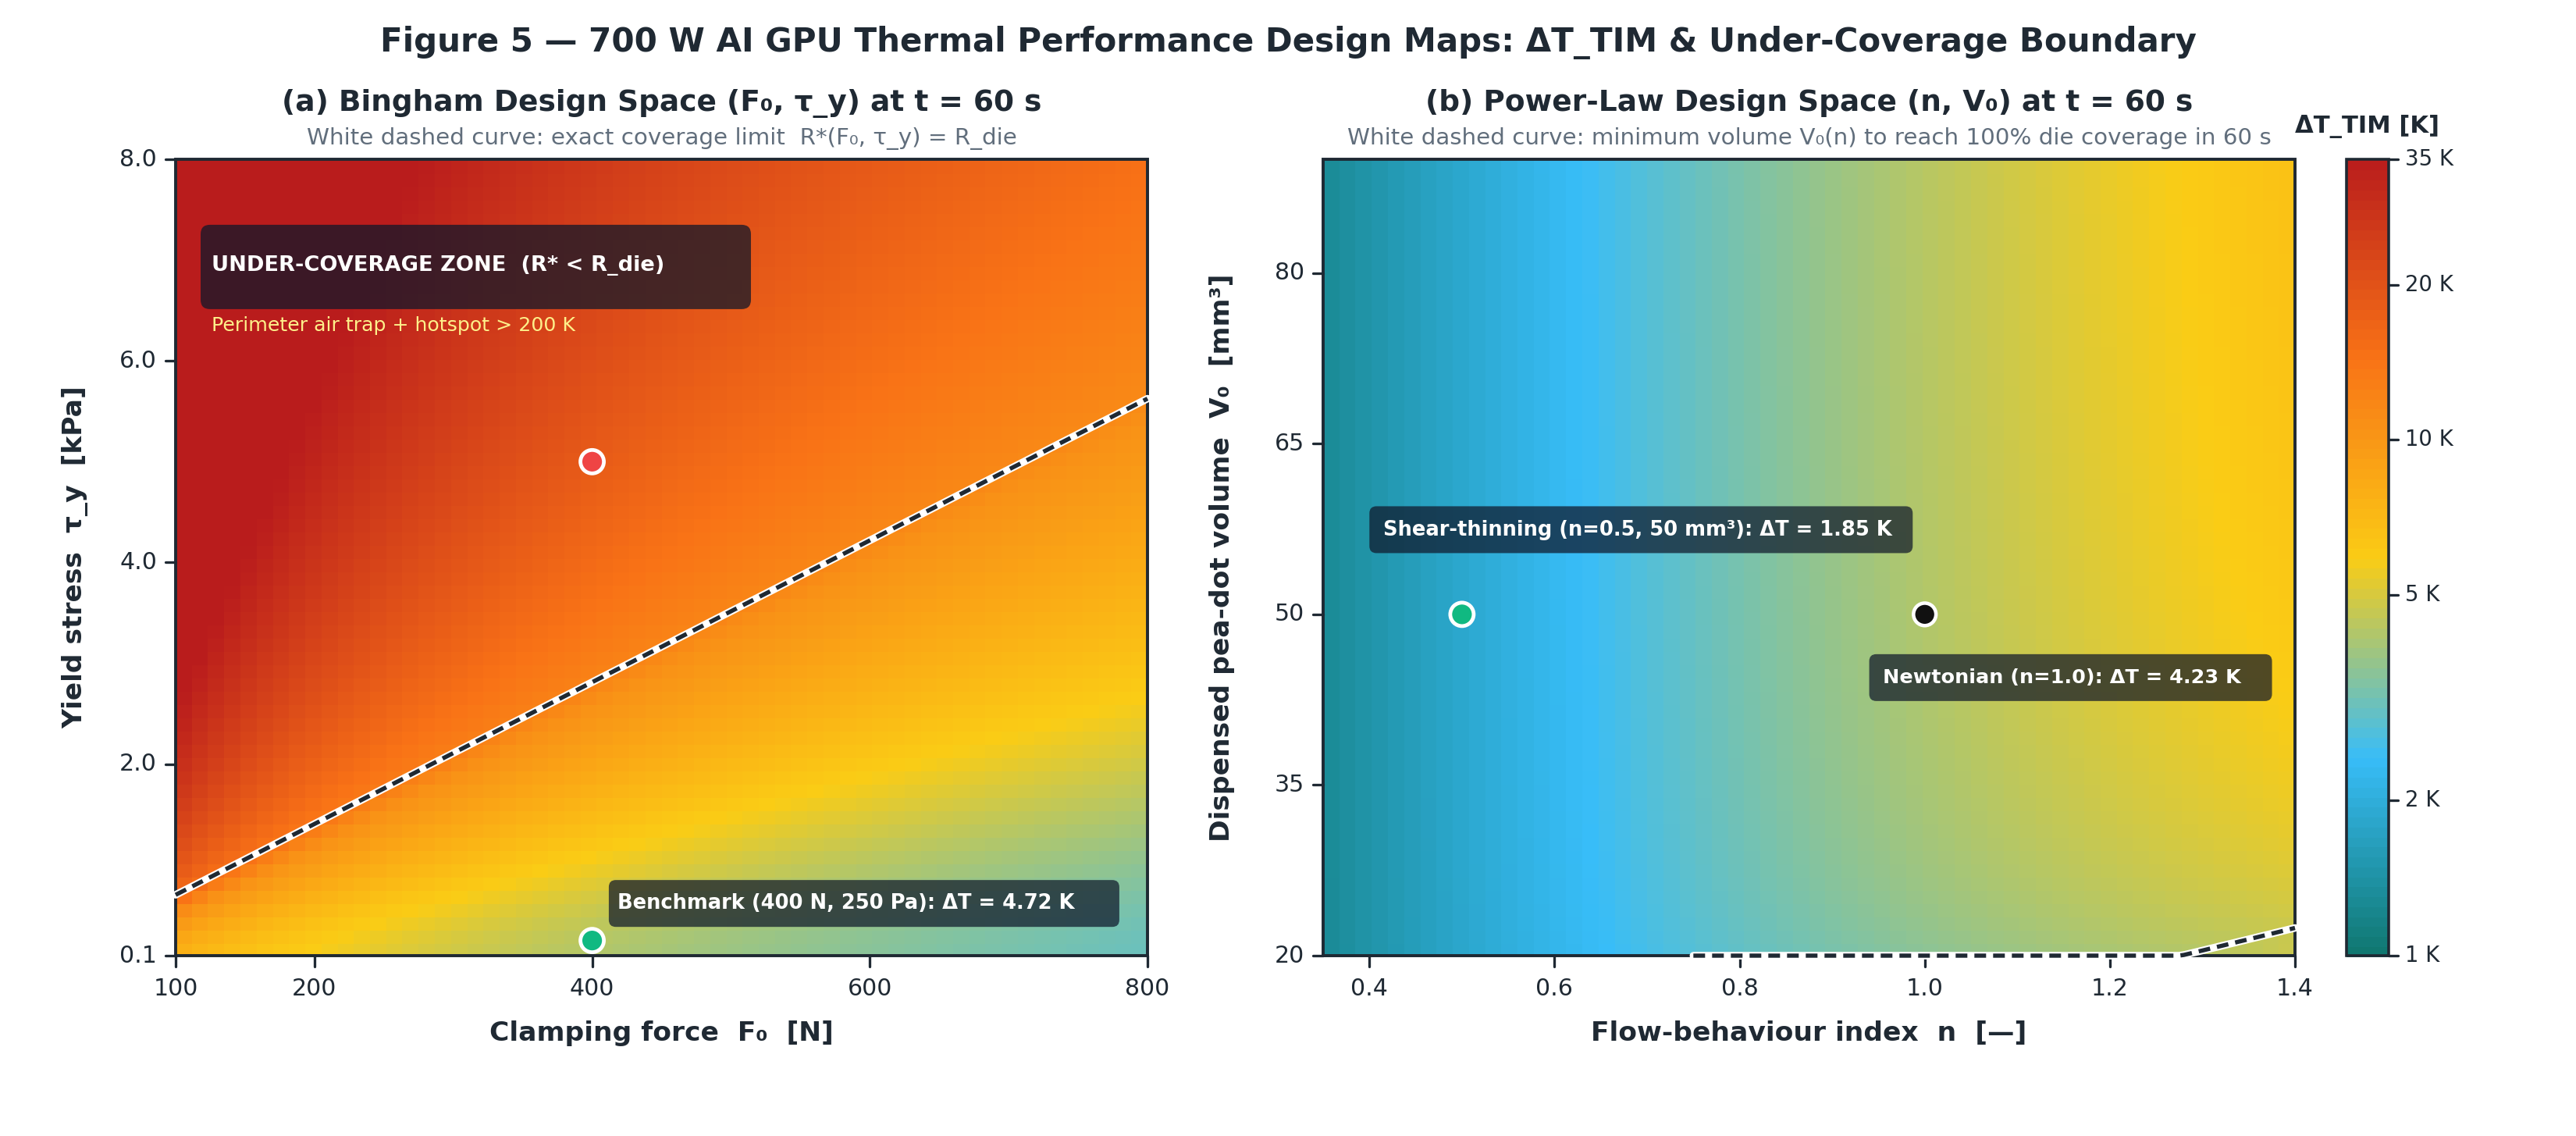 Figure 5 — 700 W AI GPU Thermal Performance Design Maps: ΔT_TIM & Under-Coverage Boundary
(a) Bingham Design Space (F₀, τ_y) at t = 60 s
White dashed curve: exact coverage limit R*(F₀, τ_y) = R_die
8.0
6.0
4.0
2.0
0.1
Yield stress τ_y [kPa]
UNDER-COVERAGE ZONE (R* < R_die)
Perimeter air trap + hotspot > 200 K
Benchmark (400 N, 250 Pa): ΔT = 4.72 K
100 200 400 600 800
Clamping force F₀ [N]
(b) Power-Law Design Space (n, V₀) at t = 60 s
White dashed curve: minimum volume V₀(n) to reach 100% die coverage in 60 s
80
65
50
35
20
Dispensed pea-dot volume V₀ [mm³]
Shear-thinning (n=0.5, 50 mm³): ΔT = 1.85 K
Newtonian (n=1.0): ΔT = 4.23 K
0.4 0.6 0.8 1.0 1.2 1.4
Flow-behaviour index n [—]
ΔT_TIM [K]
35 K
20 K
10 K
5 K
2 K
1 K